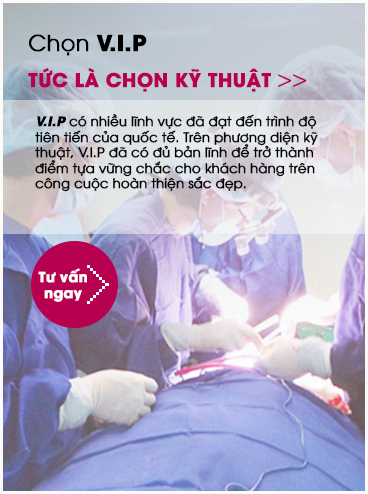 Chọn V.I.P
TỨC LÀ CHỌN KỸ THUẬT >>
V.I.P có nhiều lĩnh vực đã đạt đến trình độ
tiên tiến của quốc tế. Trên phương diện kỹ
thuật, V.I.P đã có đủ bản lĩnh để trở thành
điểm tựa vững chắc cho khách hàng trên
công cuộc hoàn thiện sắc đẹp.
Tư vấn
ngay